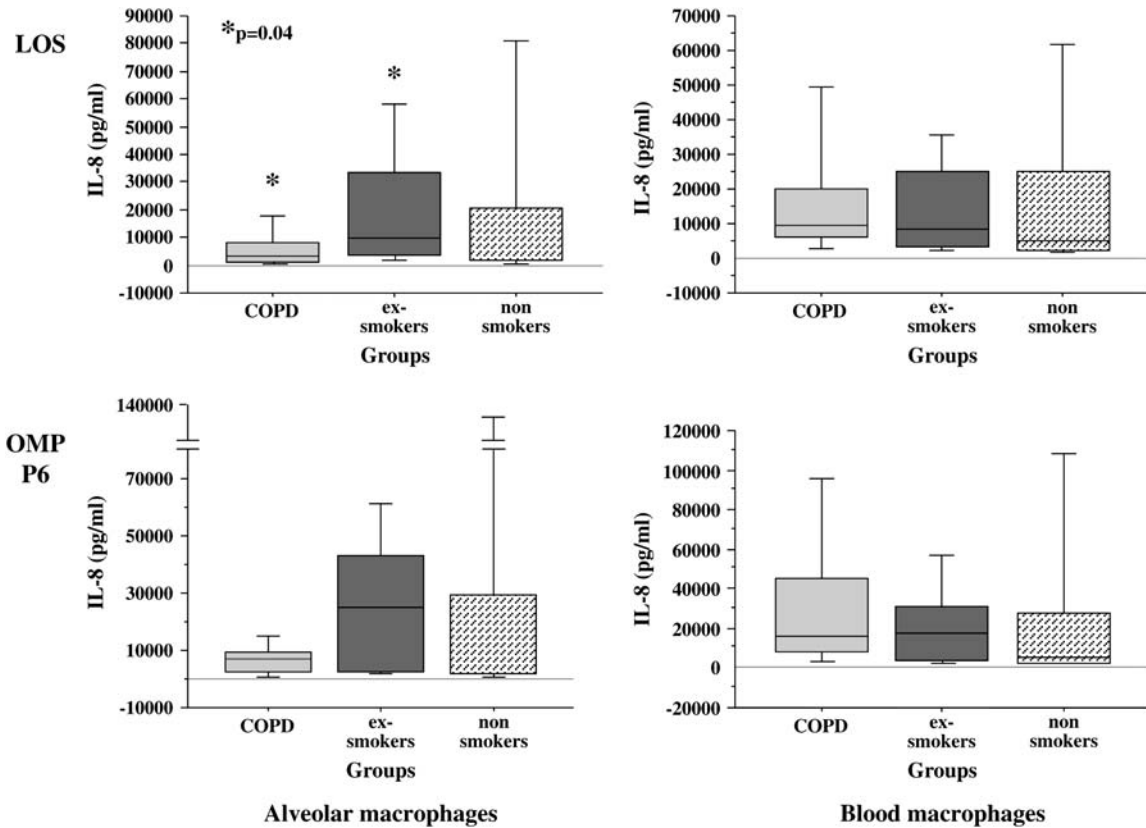 LOS
*p=0.04
*
*
IL-8 (pg/ml)
90000
80000
70000
60000
50000
40000
30000
20000
10000
0
-10000
COPD
ex-
smokers
non
smokers
Groups
IL-8 (pg/ml)
70000
60000
50000
40000
30000
20000
10000
0
-10000
COPD
ex-
smokers
non
smokers
Groups
OMP
P6
IL-8 (pg/ml)
140000
70000
50000
30000
10000
-10000
COPD
ex-
smokers
non
smokers
Groups
IL-8 (pg/ml)
120000
100000
80000
60000
40000
20000
0
-20000
COPD
ex-
smokers
non
smokers
Groups
Alveolar macrophages
Blood macrophages